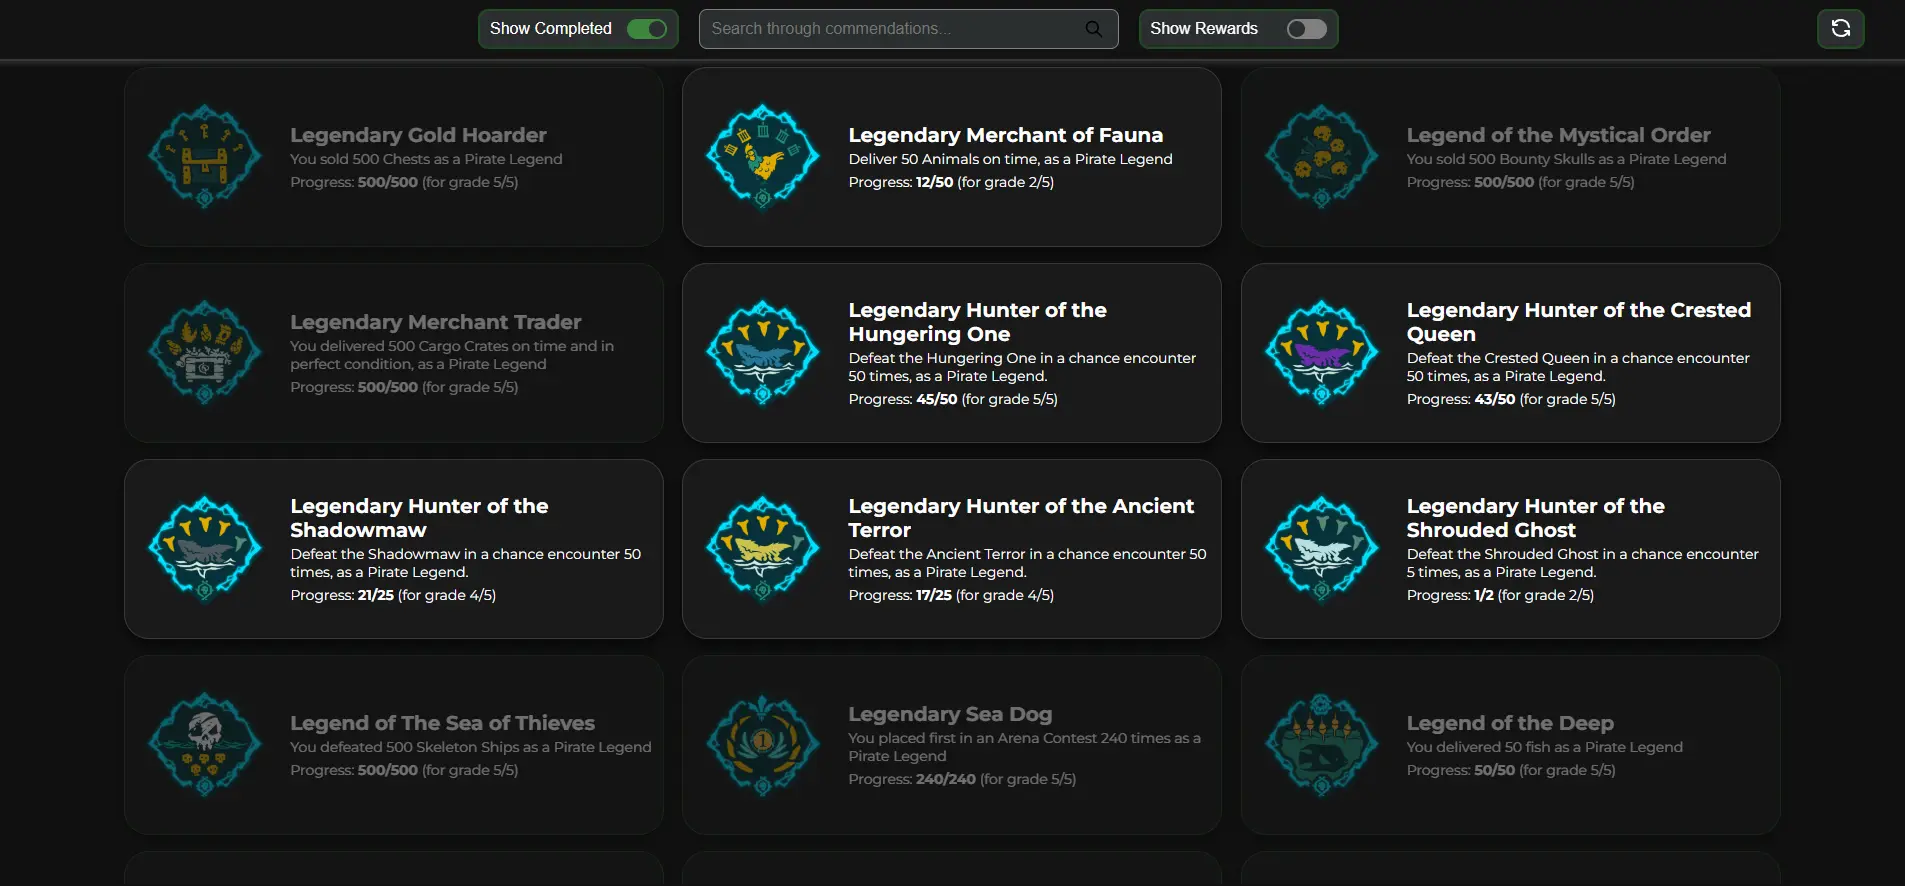 Show Completed
Search through commendations...
Show Rewards
Legendary Gold Hoarder
You sold 500 Chests as a Pirate Legend
Progress: 500/500 (for grade 5/5)
Legendary Merchant of Fauna
Deliver 50 Animals on time, as a Pirate Legend
Progress: 12/50 (for grade 2/5)
Legend of the Mystical Order
You sold 500 Bounty Skulls as a Pirate Legend
Progress: 500/500 (for grade 5/5)
Legendary Merchant Trader
You delivered 500 Cargo Crates on time and in
perfect condition, as a Pirate Legend
Progress: 500/500 (for grade 5/5)
Legendary Hunter of the
Hungering One
Defeat the Hungering One in a chance encounter
50 times, as a Pirate Legend.
Progress: 45/50 (for grade 5/5)
Legendary Hunter of the Crested
Queen
Defeat the Crested Queen in a chance encounter
50 times, as a Pirate Legend.
Progress: 43/50 (for grade 5/5)
Legendary Hunter of the
Shadowmaw
Defeat the Shadowmaw in a chance encounter 50
times, as a Pirate Legend.
Progress: 21/25 (for grade 4/5)
Legendary Hunter of the Ancient
Terror
Defeat the Ancient Terror in a chance encounter 50
times, as a Pirate Legend.
Progress: 17/25 (for grade 4/5)
Legendary Hunter of the
Shrouded Ghost
Defeat the Shrouded Ghost in a chance encounter
5 times, as a Pirate Legend.
Progress: 1/2 (for grade 2/5)
Legend of The Sea of Thieves
You defeated 500 Skeleton Ships as a Pirate Legend
Progress: 500/500 (for grade 5/5)
Legendary Sea Dog
You placed first in an Arena Contest 240 times as a
Pirate Legend
Progress: 240/240 (for grade 5/5)
Legend of the Deep
You delivered 50 fish as a Pirate Legend
Progress: 50/50 (for grade 5/5)